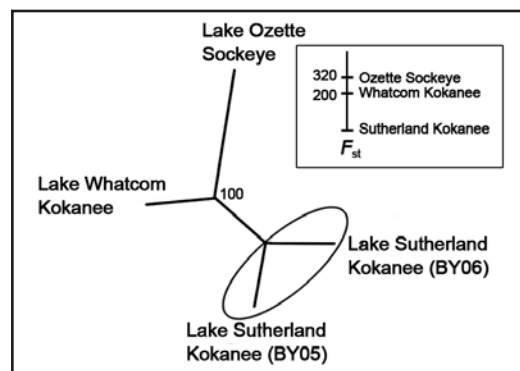 Lake Ozette
Sockeye
320 Ozette Sockeye
200 Whatcom Kokanee
Sutherland Kokanee
Fst
Lake Whatcom
Kokanee
100
Lake Sutherland
Kokanee (BY06)
Lake Sutherland
Kokanee (BY05)